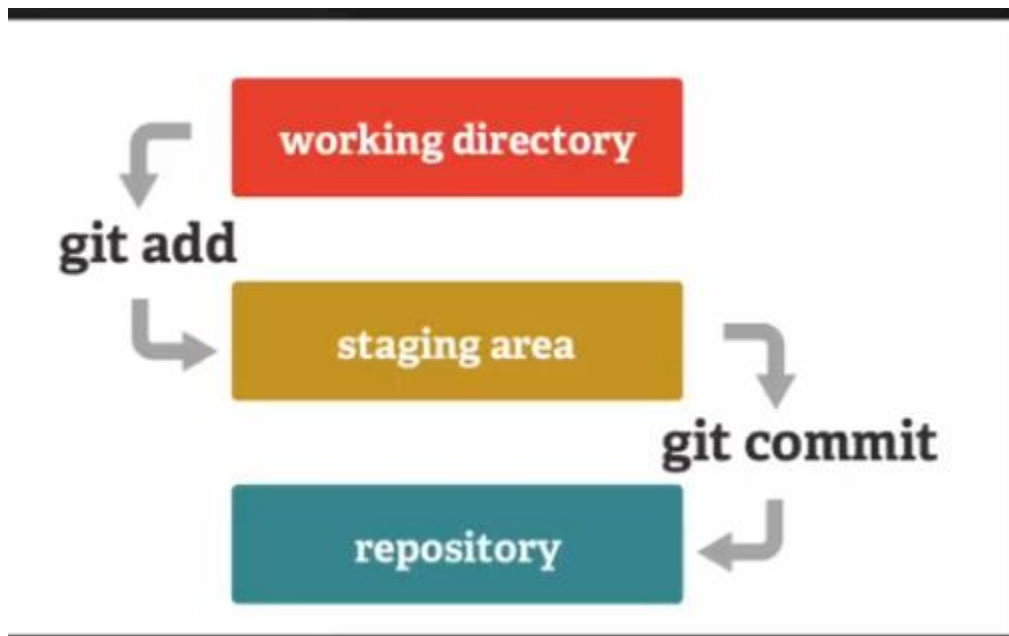 working directory
git add
staging area
git commit
repository